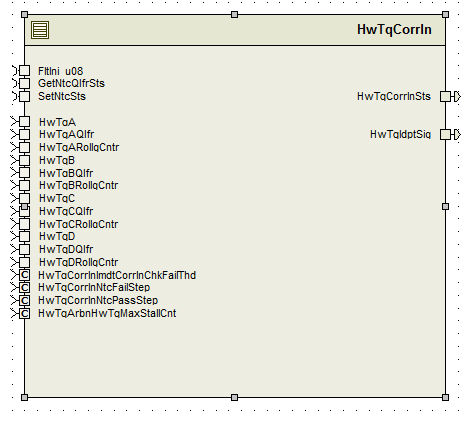 HwTqCorrln
FltInj_u08
GetNtcQlfrSts
SetNtcSts
HwTqCorrlnSts
HwTqA
HwTqAQlfr
HwTqIdptSig
HwTqARollgCntr
HwTqB
HwTqBQlfr
HwTqBRollgCntr
HwTqC
HwTqCQlfr
HwTqCRollgCntr
HwTqD
HwTqDQlfr
HwTqDRollgCntr
C HwTqCorrlnImdtCorrlnChkFailThd
C HwTqCorrlnNtcFailStep
C HwTqCorrlnNtcPassStep
C HwTqArbnHwTqMaxStallCnt